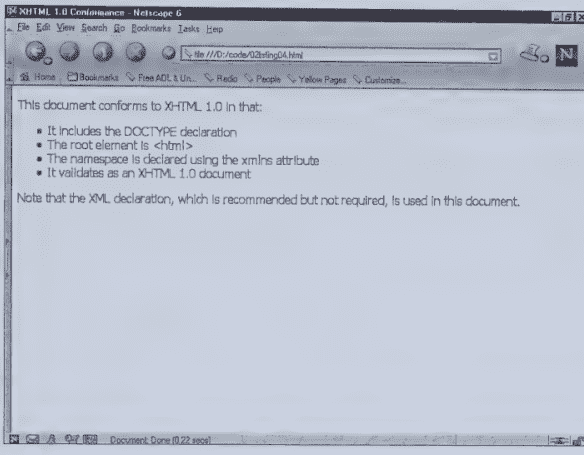 XHTML 1.0 Conformance - Netscape 6
File Edit View Search Go Bookmarks Tasks Help
file:///D:/code/02lsting04.html
N
Home Bookmarks Free AOL & Un... Radio People Yellow Pages Customize...
This document conforms to XHTML 1.0 in that:
It includes the DOCTYPE declaration
The root element is <html>
The namespace is declared using the xmlns attribute
It validates as an XHTML 1.0 document
Note that the XML declaration, which is recommended but not required, is used in this document.
Document: Done (0.22 secs)